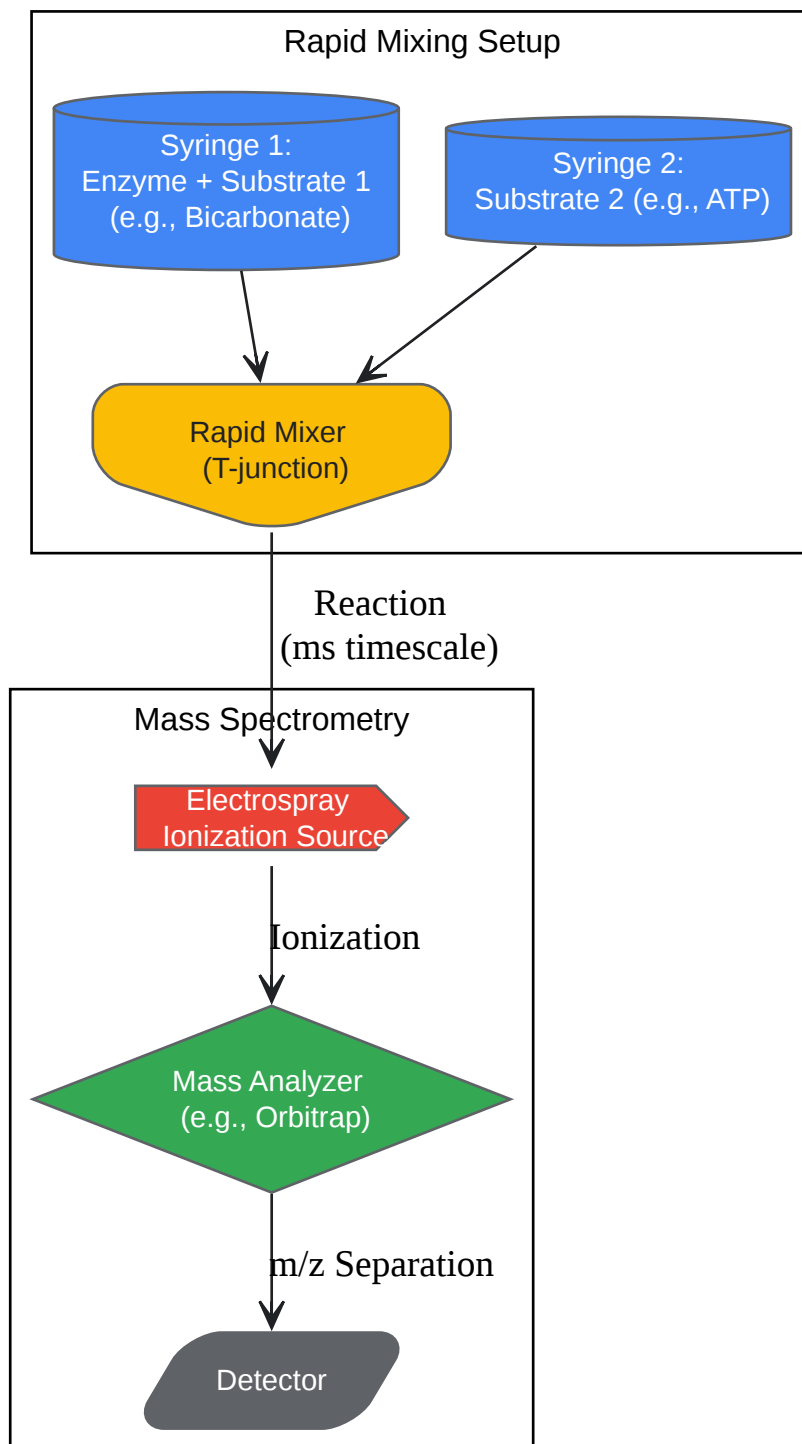 Rapid Mixing Setup
Syringe 1:
Enzyme + Substrate 1
(e.g., Bicarbonate)
Syringe 2:
Substrate 2 (e.g., ATP)
Rapid Mixer
(T-junction)
Reaction
(ms timescale)
Mass Spectrometry
Electrospray
Ionization Source
Ionization
Mass Analyzer
(e.g., Orbitrap)
m/z Separation
Detector